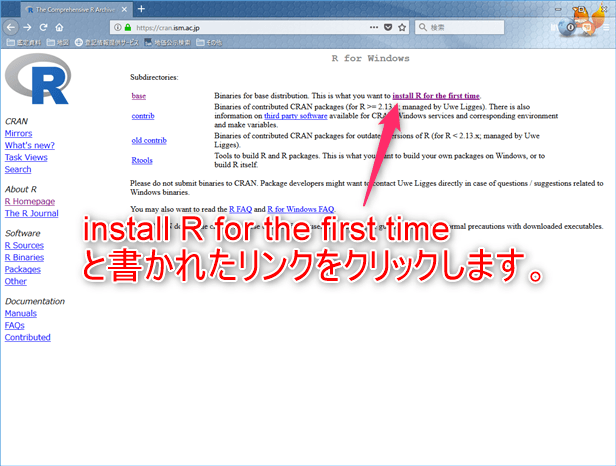 The Comprehensive R Archive
https://cran.ism.ac.jp
検索
鑑定資料 地図 登記情報提供サービス 地価公示検索 その他
R for Windows
R
Subdirectories:
base Binaries for base distribution. This is what you want to install R for the first time.
Binaries of contributed CRAN packages (for R >= 2.13.x; managed by Uwe Ligges). There is also
contrib information on third party software available for CRAN Windows services and corresponding environment
and make variables.
old contrib Binaries of contributed CRAN packages for outdated versions of R (for R < 2.13.x; managed by Uwe
Ligges).
Rtools Tools to build R and R packages. This is what you want to build your own packages on Windows, or to
build R itself.
Please do not submit binaries to CRAN. Package developers might want to contact Uwe Ligges directly in case of questions / suggestions related to
Windows binaries.
You may also want to read the R FAQ and R for Windows FAQ.
normal precautions with downloaded executables.
install R for the first time
と書かれたリンクをクリックします。
CRAN
Mirrors
What's new?
Task Views
Search
About R
R Homepage
The R Journal
Software
R Sources
R Binaries
Packages
Other
Documentation
Manuals
FAQs
Contributed